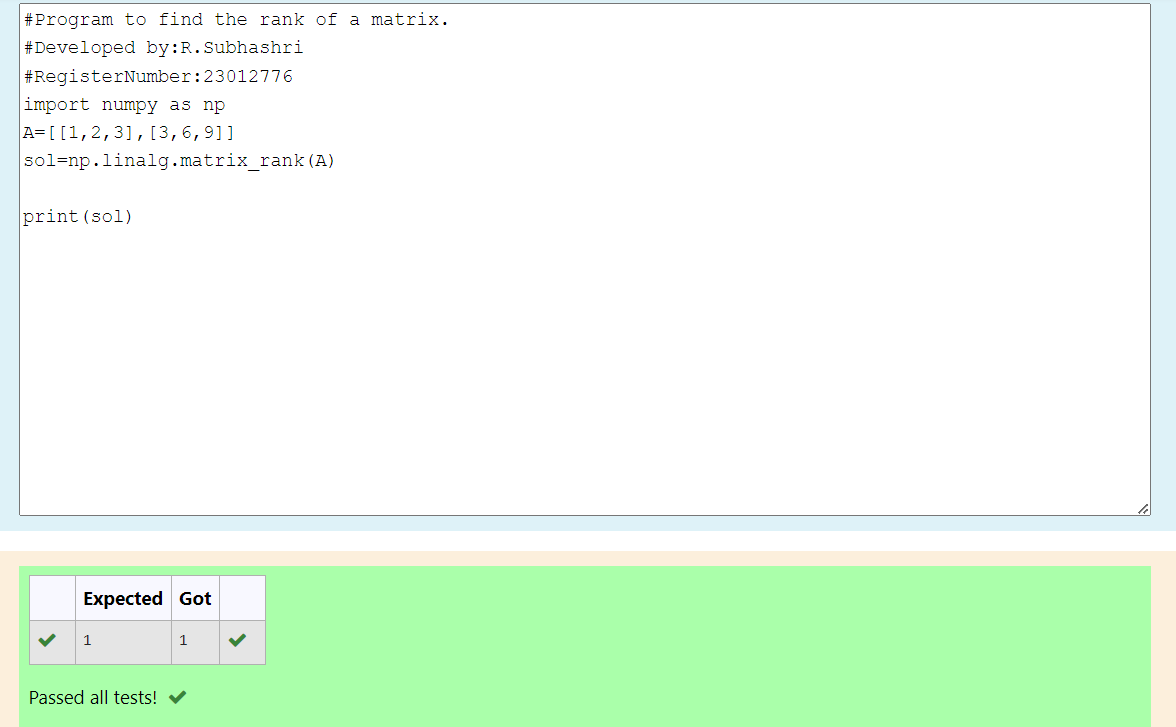 #Program to find the rank of a matrix.
#Developed by:R.Subhashri
#RegisterNumber:23012776
import numpy as np
A=[[1,2,3],[3,6,9]]
sol=np.linalg.matrix_rank(A)
print(sol)
Expected Got
1 1
Passed all tests!